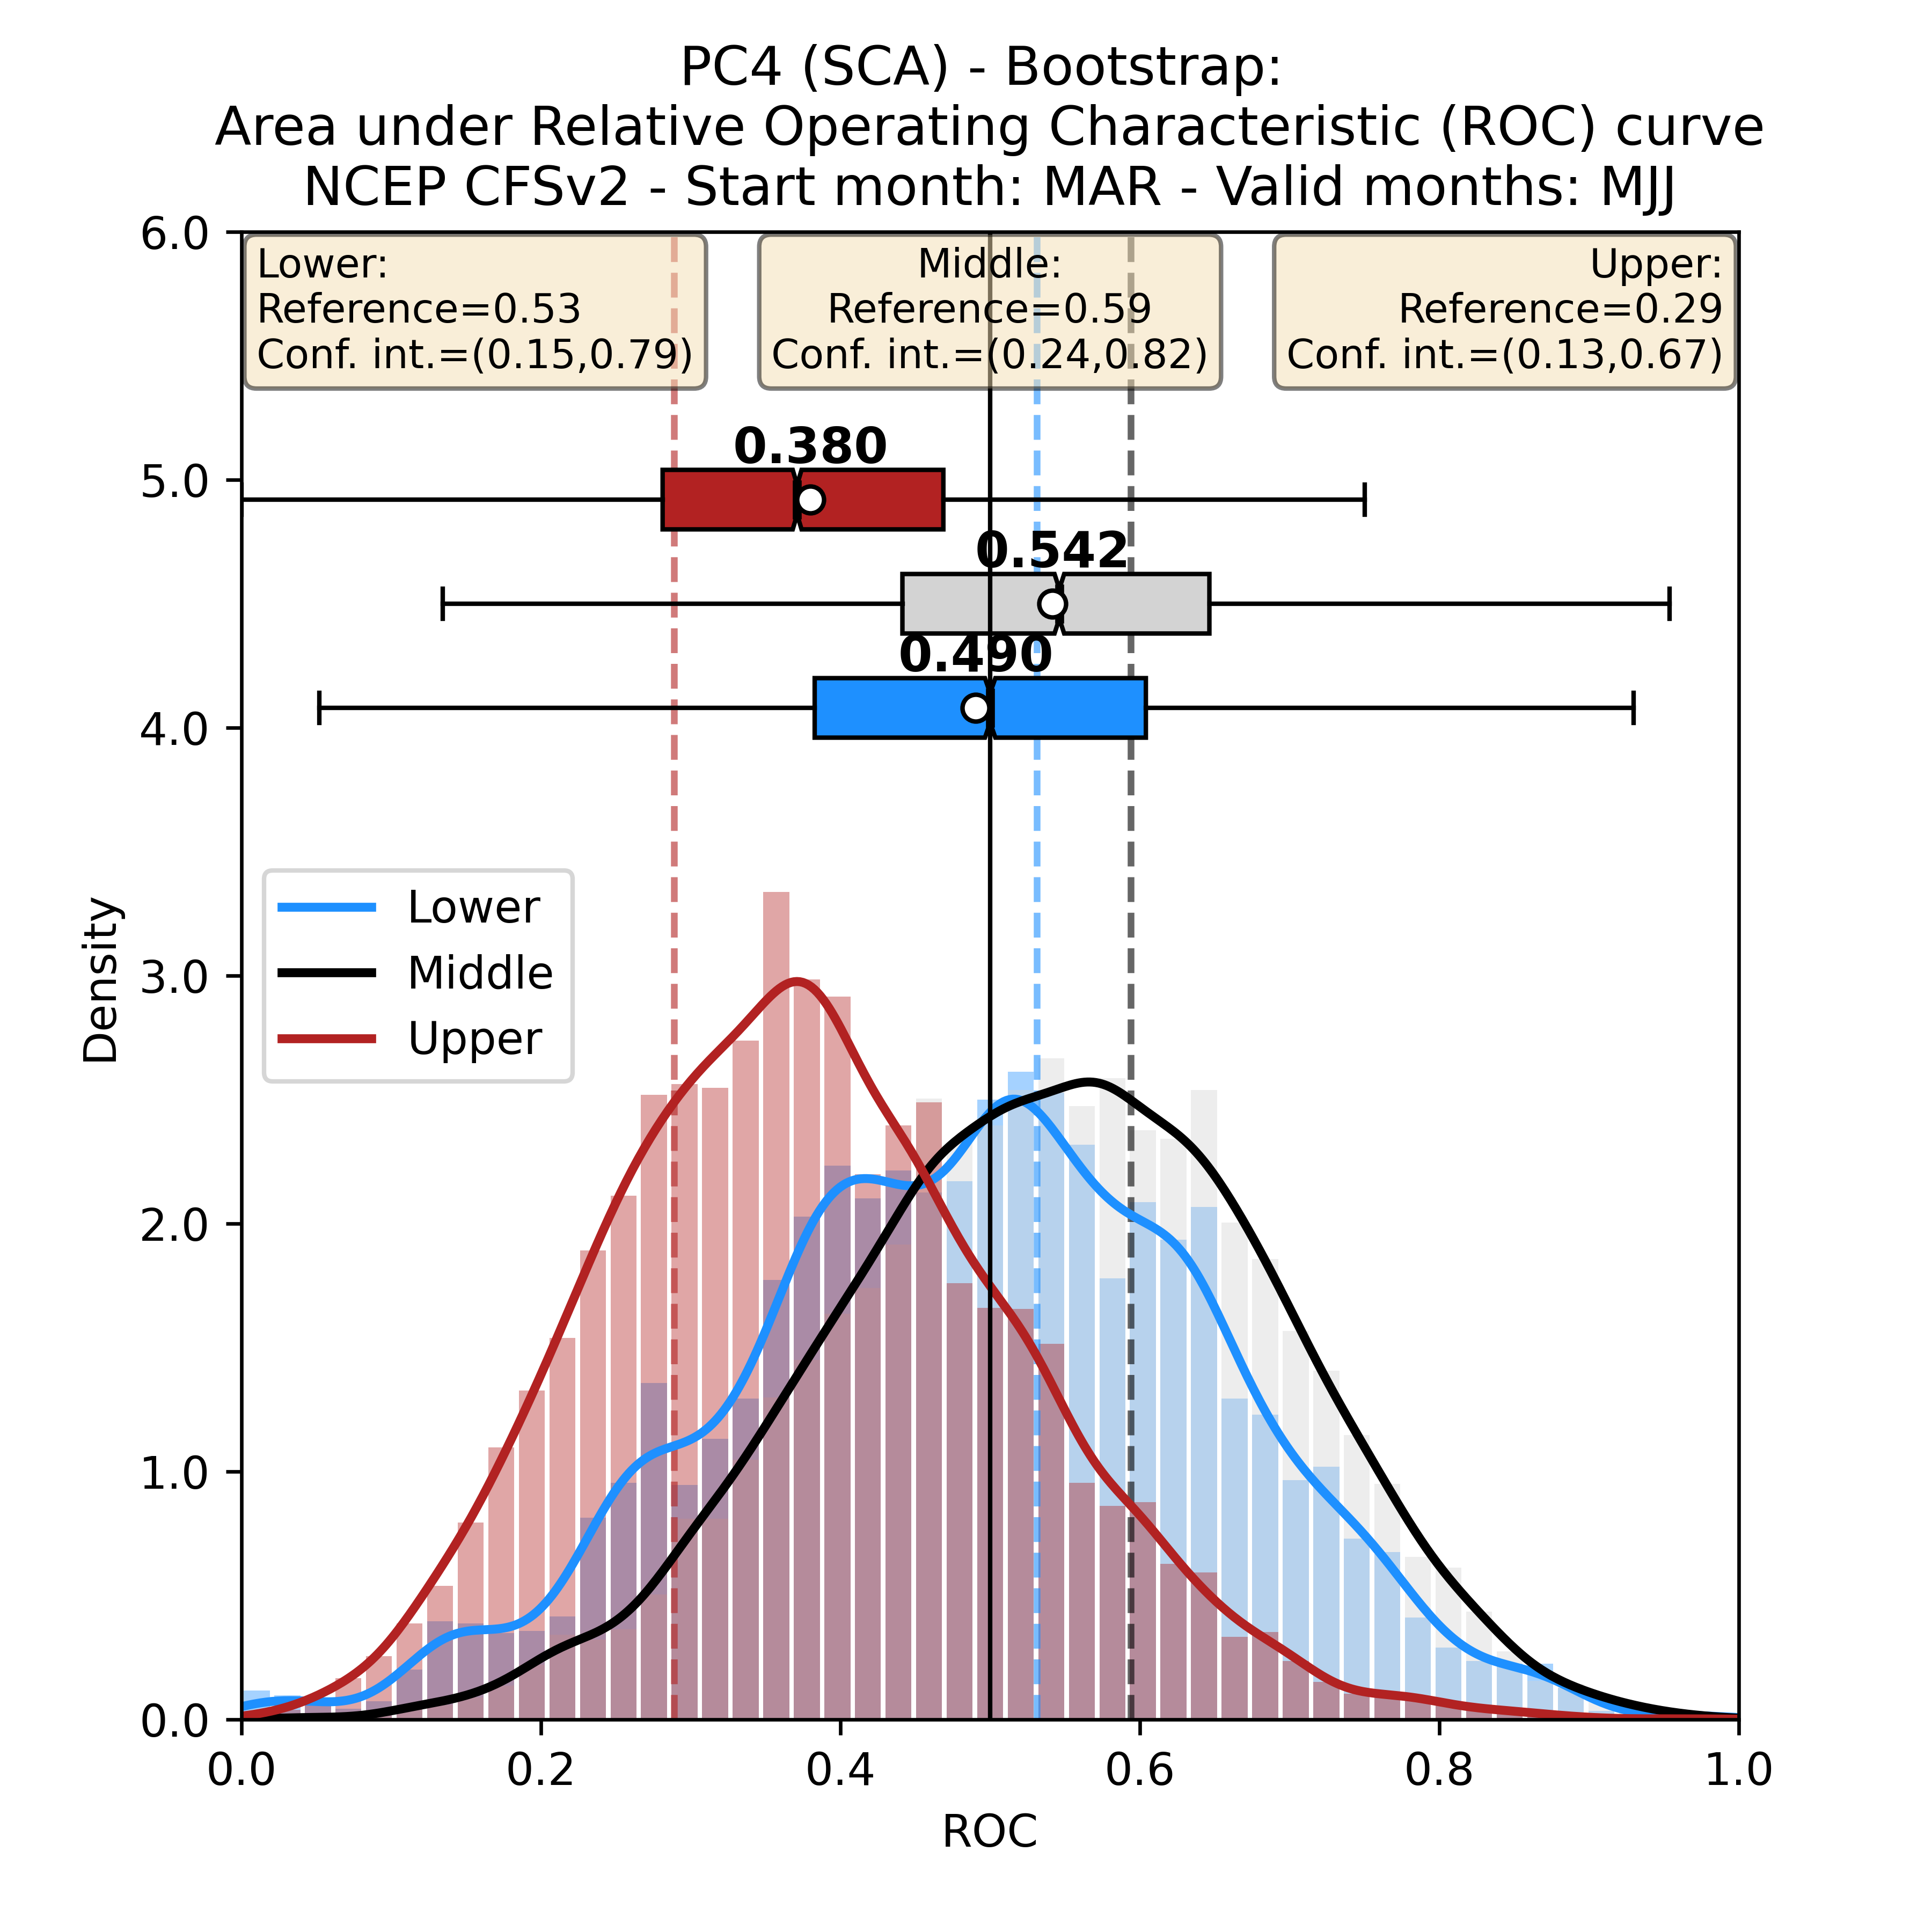 PC4 (SCA) - Bootstrap:
Area under Relative Operating Characteristic (ROC) curve
NCEP CFSv2 - Start month: MAR - Valid months: MJJ
6.0
Lower:
Reference=0.53
Conf. int.=(0.15,0.79)
Middle:
Reference=0.59
Conf. int.=(0.24,0.82)
Upper:
Reference=0.29
Conf. int.=(0.13,0.67)
0.380
5.0
0.542
0.490
4.0
Lower
Middle
Upper
Density
3.0
2.0
1.0
0.0
0.0 0.2 0.4 0.6 0.8 1.0
ROC